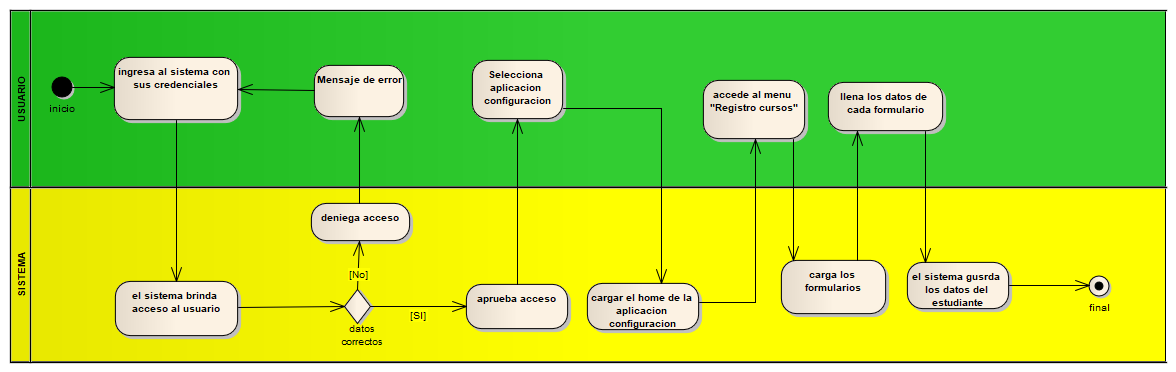 USUARIO
inicio
ingresa al sistema con
sus credenciales
Mensaje de error
Selecciona
aplicacion
configuracion
accede al menu
"Registro cursos"
llena los datos de
cada formulario
SISTEMA
el sistema brinda
acceso al usuario
deniega acceso
[No]
datos
correctos
[SI]
aprueba acceso
cargar el home de la
aplicacion
configuracion
carga los
formularios
el sistema gusrda
los datos del
estudiante
final